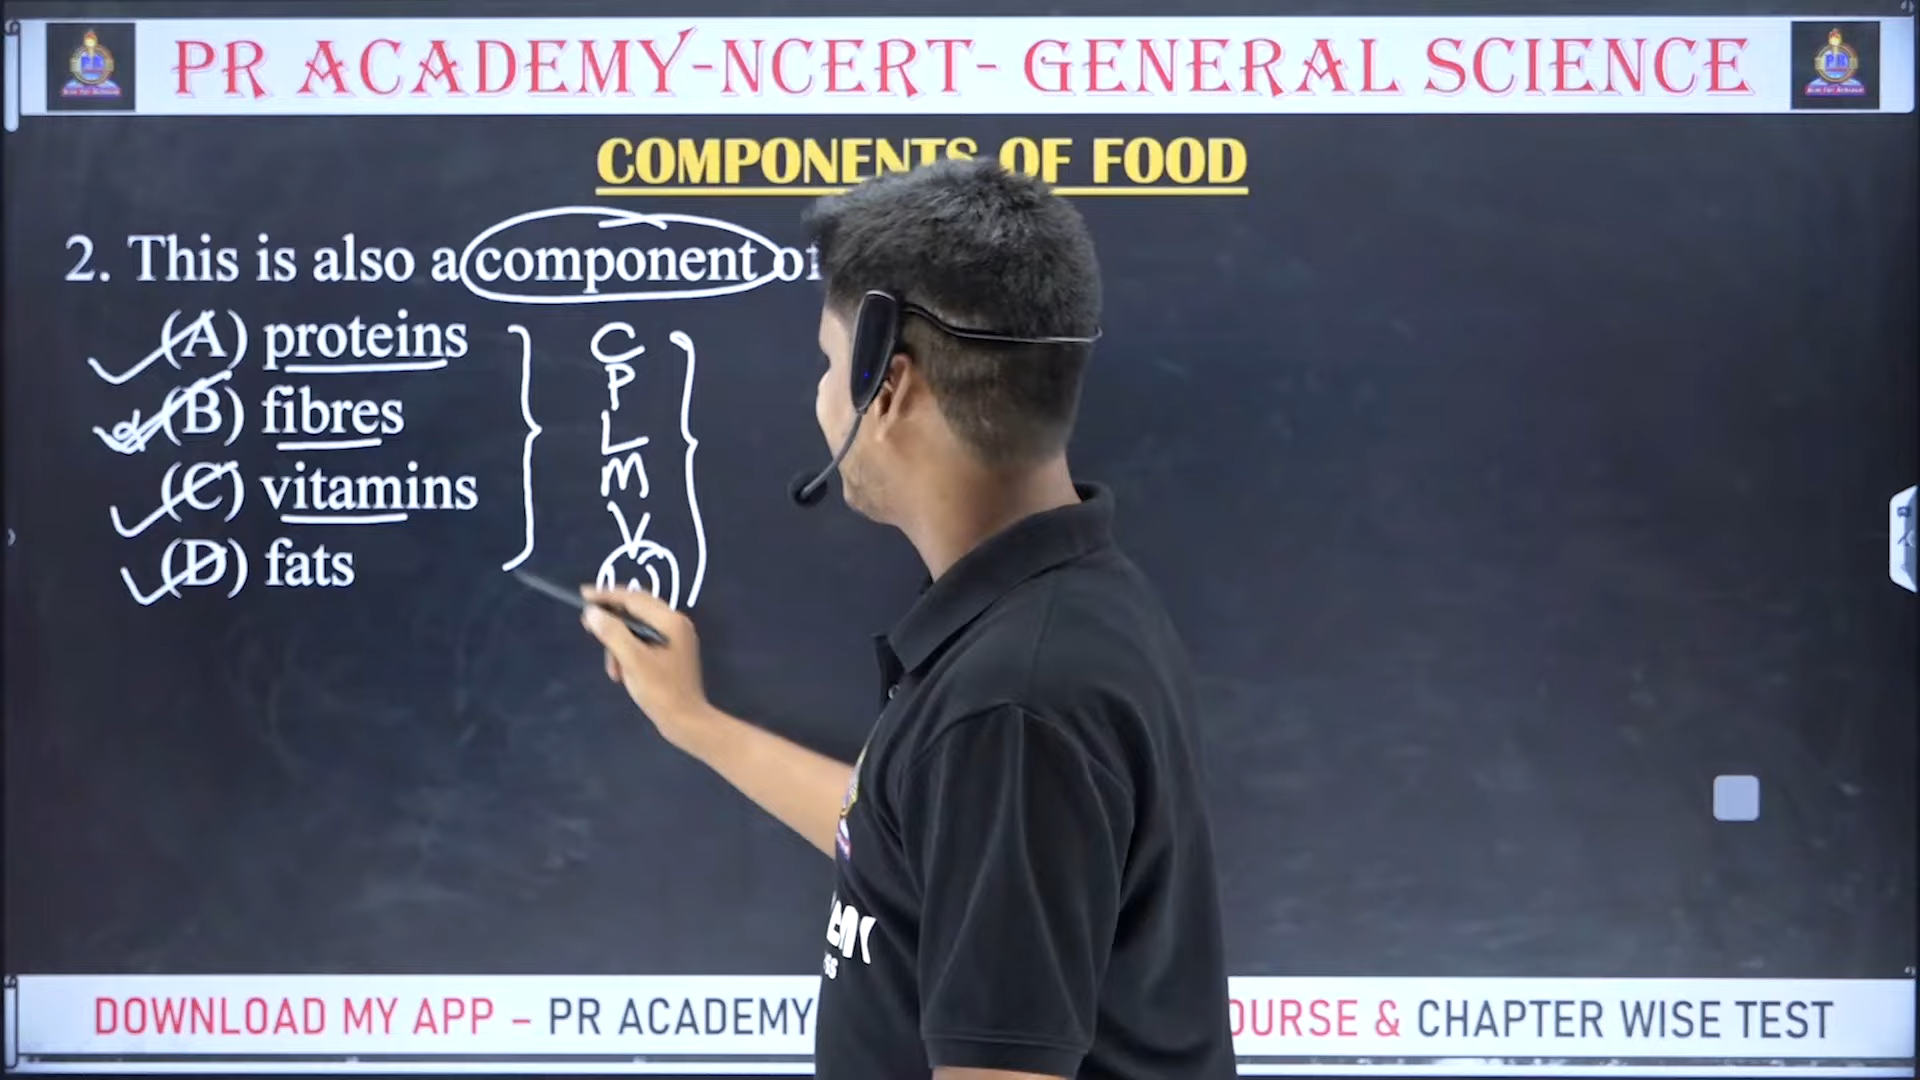 PR ACADEMY-NCERT- GENERAL SCIENCE
COMPONENTS OF FOOD
2. This is also a component of
(A) proteins
(B) fibres
(C) vitamins
(D) fats
C
P
L
M
V
W
DOWNLOAD MY APP – PR ACADEMY
& CHAPTER WISE TEST